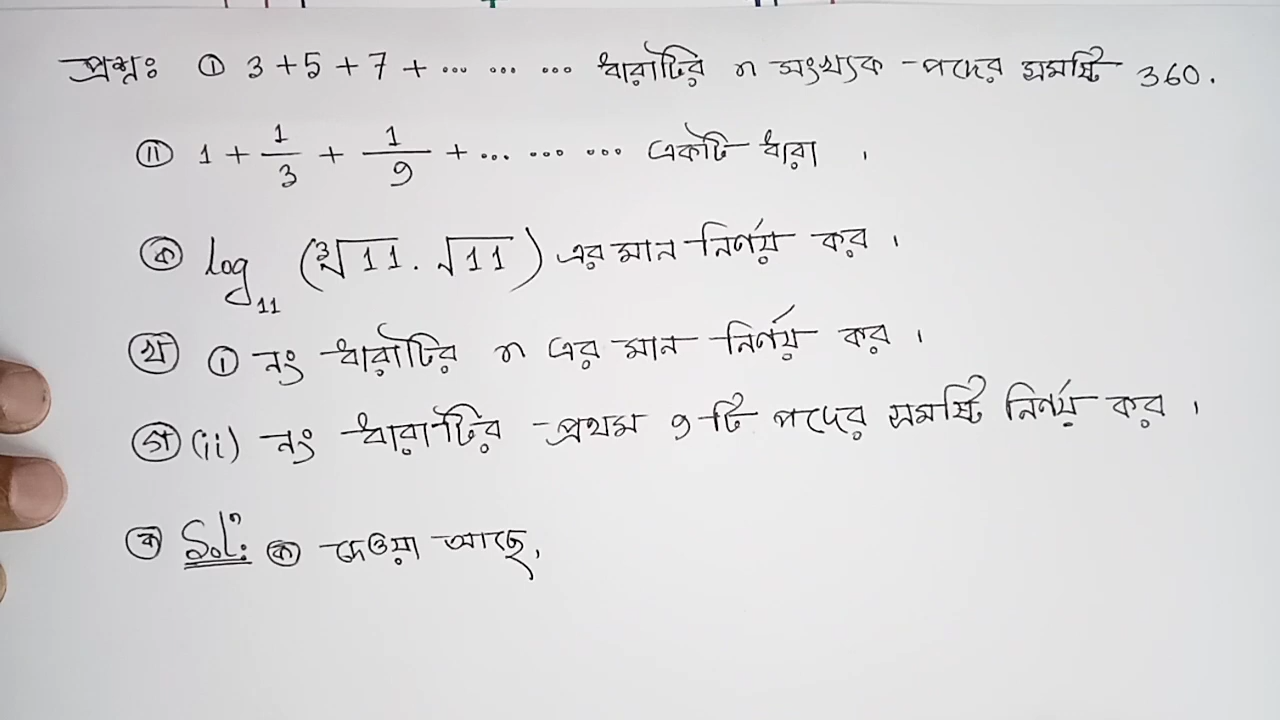 প্রশ্নঃ (i) 3 + 5 + 7 + ... ... ... ধারাটির n সংখ্যক পদের সমষ্টি 360.
(ii) 1 + 1/3 + 1/9 + ... ... ... একটি ধারা ।
(ক) log₁₁ (∛11 . √11) এর মান নির্ণয় কর ।
(খ) (i) নং ধারাটির n এর মান নির্ণয় কর ।
(গ) (ii) নং ধারাটির প্রথম 9 টি পদের সমষ্টি নির্ণয় কর ।
(ক) Solⁿ: (ক) দেওয়া আছে,